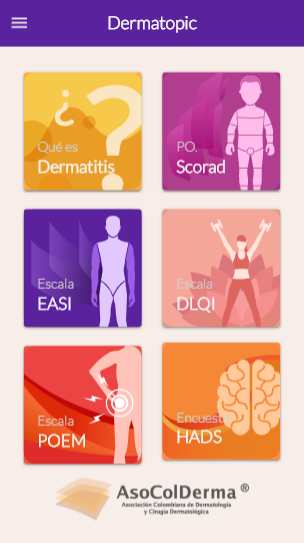 Dermatopic
Qué es
Dermatitis
PO.
Scorad
Escala
EASI
Escala
DLQI
Escala
POEM
Encuest
HADS
AsoColDerma ®
Asociación Colombiana de Dermatología
y Cirugía Dermatológica